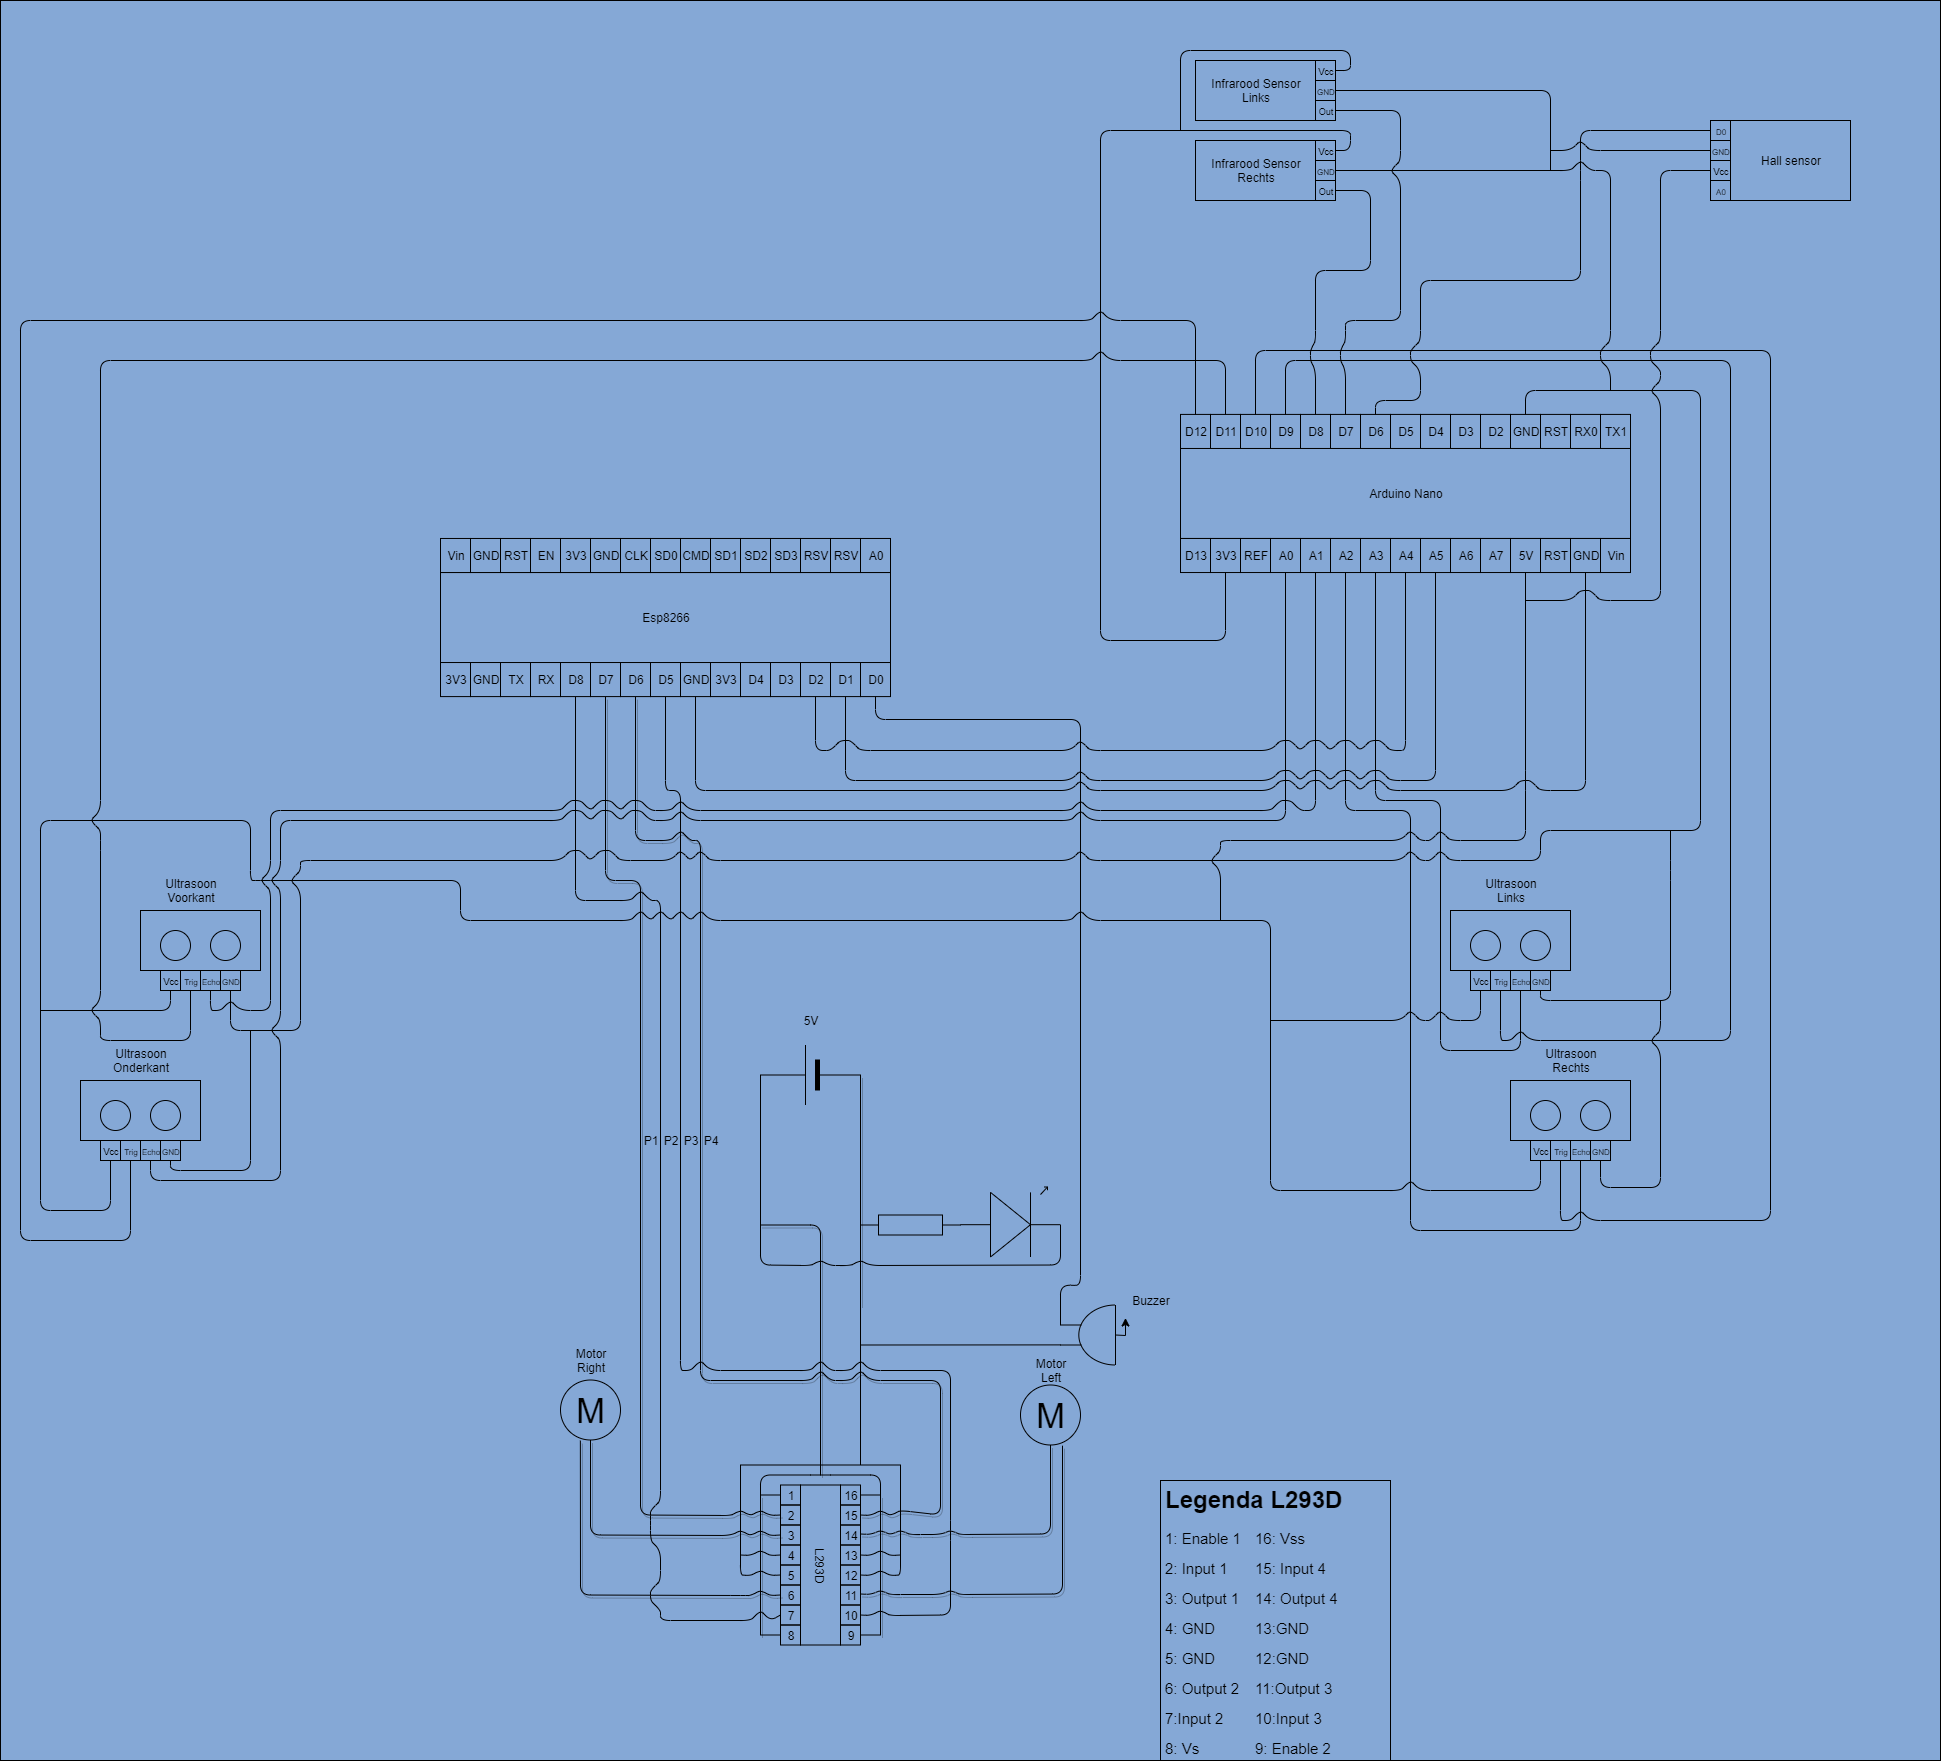 Infrarood Sensor
Links
Vcc
GND
Out
Infrarood Sensor
Rechts
Vcc
GND
Out
D0
GND
Vcc
A0
Hall sensor
D12 D11 D10 D9 D8 D7 D6 D5 D4 D3 D2 GND RST RX0 TX1
Arduino Nano
D13 3V3 REF A0 A1 A2 A3 A4 A5 A6 A7 5V RST GND Vin
Vin GND RST EN 3V3 GND CLK SD0 CMD SD1 SD2 SD3 RSV RSV A0
Esp8266
3V3 GND TX RX D8 D7 D6 D5 GND 3V3 D4 D3 D2 D1 D0
Ultrasoon
Voorkant
Vcc Trig Echo GND
Ultrasoon
Onderkant
Vcc Trig Echo GND
Ultrasoon
Links
Vcc Trig Echo GND
Ultrasoon
Rechts
Vcc Trig Echo GND
5V
P1 P2 P3 P4
Buzzer
Motor
Right
M
Motor
Left
M
1 16
2 15
3 14
4 13
5 12
6 11
7 10
8 9
L293D
Legenda L293D
1: Enable 1 16: Vss
2: Input 1 15: Input 4
3: Output 1 14: Output 4
4: GND 13:GND
5: GND 12:GND
6: Output 2 11:Output 3
7:Input 2 10:Input 3
8: Vs 9: Enable 2